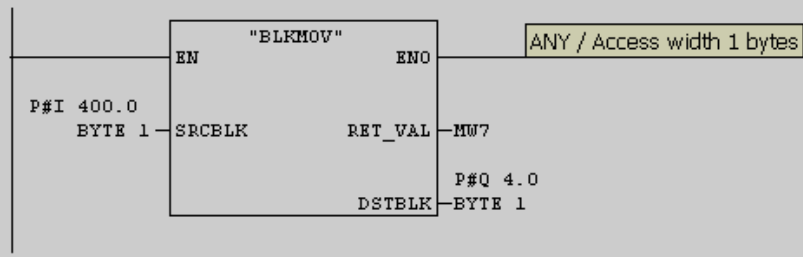 "BLKMOV"
EN
ENO
ANY / Access width 1 bytes
P#I 400.0
BYTE 1
SRCBLK
RET_VAL
MW7
P#Q 4.0
DSTBLK
BYTE 1